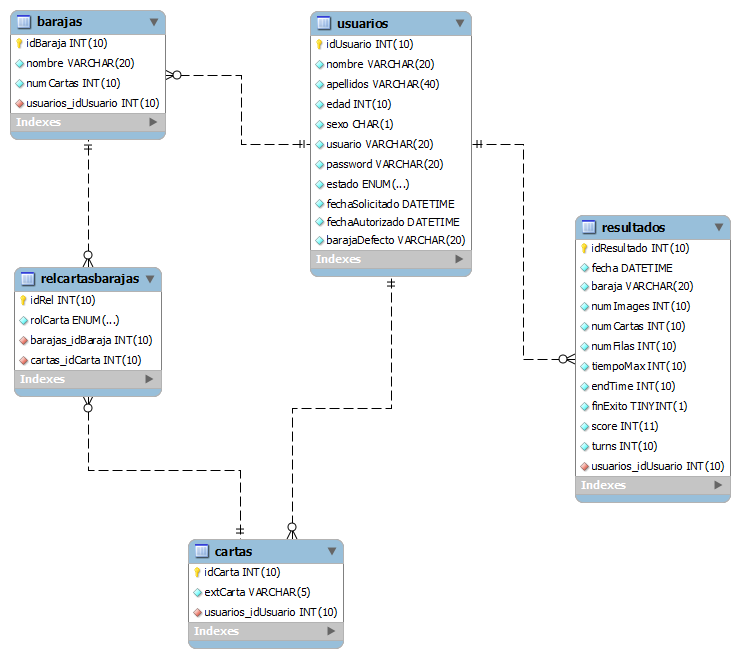 barajas
idBaraja INT(10)
nombre VARCHAR(20)
numCartas INT(10)
usuarios_idUsuario INT(10)
Indexes
usuarios
idUsuario INT(10)
nombre VARCHAR(20)
apellidos VARCHAR(40)
edad INT(10)
sexo CHAR(1)
usuario VARCHAR(20)
password VARCHAR(20)
estado ENUM(...)
fechaSolicitado DATETIME
fechaAutorizado DATETIME
barajaDefecto VARCHAR(20)
Indexes
resultados
idResultado INT(10)
fecha DATETIME
baraja VARCHAR(20)
numImages INT(10)
numCartas INT(10)
numFilas INT(10)
tiempoMax INT(10)
endTime INT(10)
finExito TINYINT(1)
score INT(11)
turns INT(10)
usuarios_idUsuario INT(10)
Indexes
relcartasbarajas
idRel INT(10)
rolCarta ENUM(...)
barajas_idBaraja INT(10)
cartas_idCarta INT(10)
Indexes
cartas
idCarta INT(10)
extCarta VARCHAR(5)
usuarios_idUsuario INT(10)
Indexes